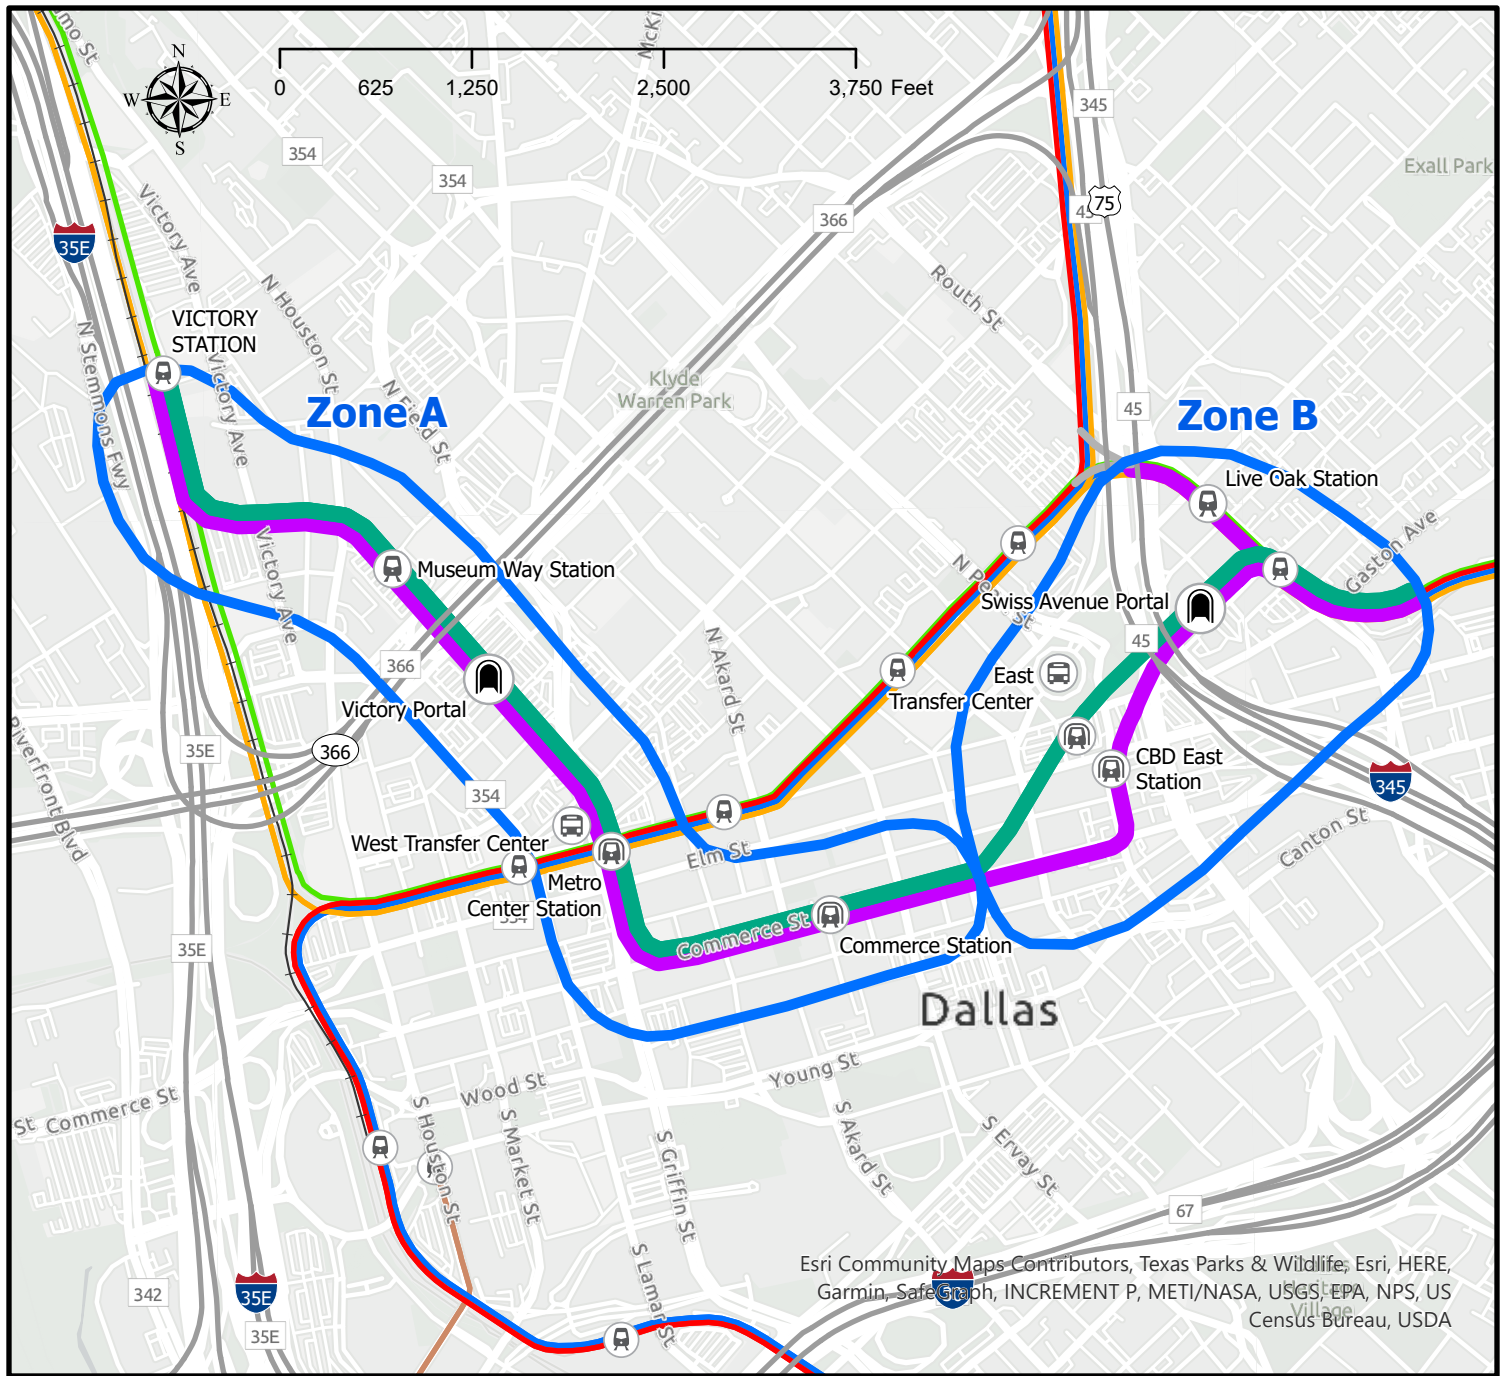 N
W E
S
0 625 1,250 2,500 3,750 Feet
354
354
345
366
45
75
Exall Park
35E
Victory Ave
N Houston St
Routh St
N Stemmons Fwy
VICTORY
STATION
Victory Ave
N Field St
Klyde
Warren Park
Zone A
45
Zone B
Live Oak Station
Gaston Ave
Victory Ave
Museum Way Station
Swiss Avenue Portal
45
N Akard St
366
East
Transfer Center
Victory Portal
366
35E
Riverfront Blvd
CBD East
Station
354
345
Canton St
West Transfer Center
Elm St
Metro
Center Station
Commerce St
Commerce Station
35E
Dallas
Young St
Wood St
St Commerce St
S Houston St
S Market St
S Griffin St
S Akard St
S Ervay St
67
S Lamar St
342
35E
35E
Esri Community Maps Contributors, Texas Parks & Wildlife, Esri, HERE,
Garmin, SafeGraph, INCREMENT P, METI/NASA, USGS, EPA, NPS, US
Census Bureau, USDA
Village